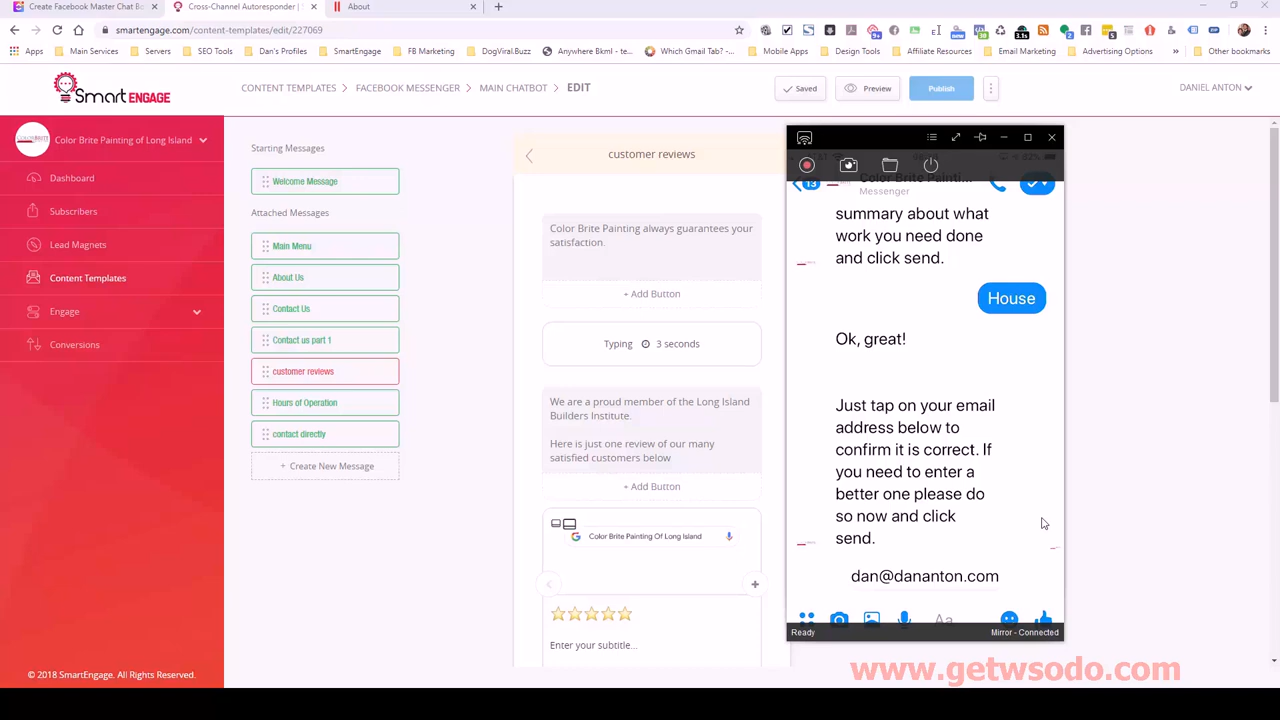 Create Facebook Master Chat Bo
Cross-Channel Autoresponder |
About
smartengage.com/content-templates/edit/227069
Apps
Main Services
Servers
SEO Tools
Dan's Profiles
SmartEngage
FB Marketing
DogViral.Buzz
Anywhere Bkml - te...
Which Gmail Tab? -...
Mobile Apps
Design Tools
Affiliate Resources
Email Marketing
Advertising Options
»
Other bookmarks
Smart ENGAGE
CONTENT TEMPLATES > FACEBOOK MESSENGER > MAIN CHATBOT > EDIT
Saved
Preview
Publish
DANIEL ANTON
Color Brite Painting of Long Island
Dashboard
Subscribers
Lead Magnets
Content Templates
Engage
Conversions
© 2018 SmartEngage. All Rights Reserved.
Starting Messages
Welcome Message
Attached Messages
Main Menu
About Us
Contact Us
Contact us part 1
customer reviews
Hours of Operation
contact directly
+ Create New Message
customer reviews
Color Brite Painting always guarantees your
satisfaction.
+ Add Button
Typing 3 seconds
We are a proud member of the Long Island
Builders Institute.
Here is just one review of our many
satisfied customers below
+ Add Button
Color Brite Painting Of Long Island
Enter your subtitle...
82%
13
Color Brite Painti...
Messenger
summary about what
work you need done
and click send.
House
Ok, great!
Just tap on your email
address below to
confirm it is correct. If
you need to enter a
better one please do
so now and click
send.
dan@dananton.com
Aa
Ready
Mirror - Connected
www.getwsodo.com